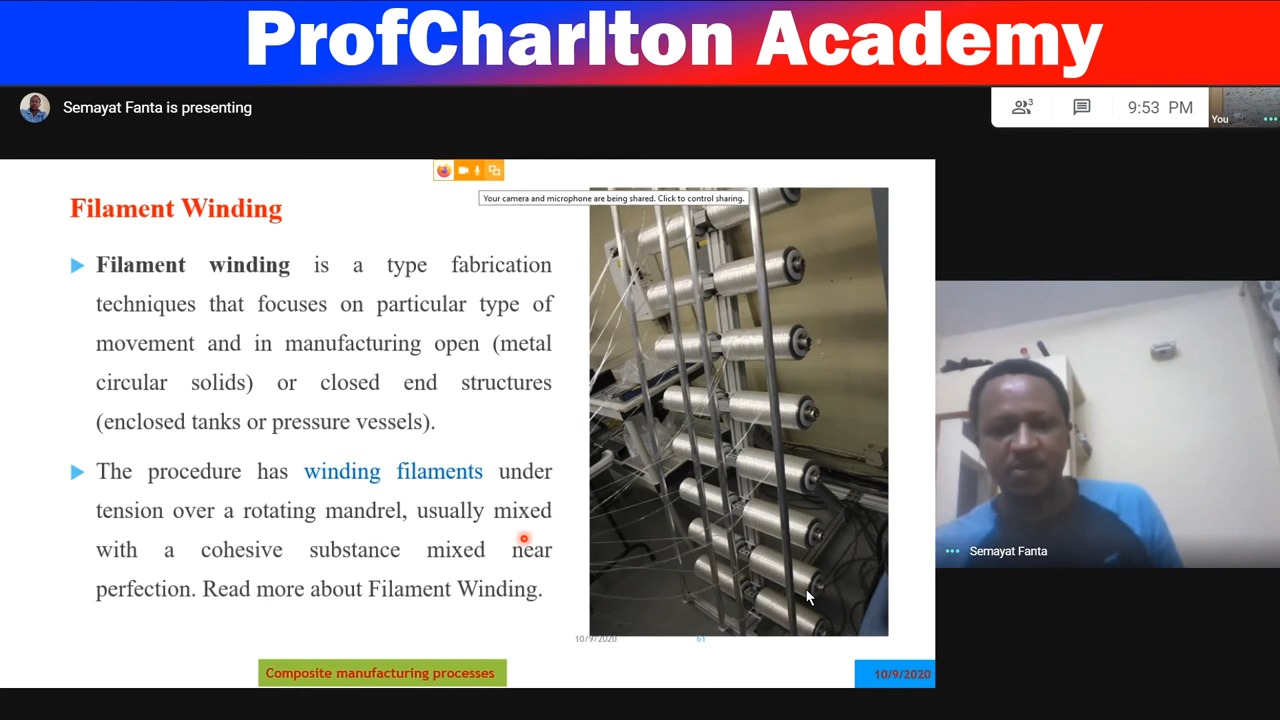 ProfCharlton Academy
Semayat Fanta is presenting
3
9:53 PM
You
Your camera and microphone are being shared. Click to control sharing.
Filament Winding
Filament winding is a type fabrication
techniques that focuses on particular type of
movement and in manufacturing open (metal
circular solids) or closed end structures
(enclosed tanks or pressure vessels).
The procedure has winding filaments under
tension over a rotating mandrel, usually mixed
with a cohesive substance mixed near
perfection. Read more about Filament Winding.
Semayat Fanta
10/9/2020
61
Composite manufacturing processes
10/9/2020